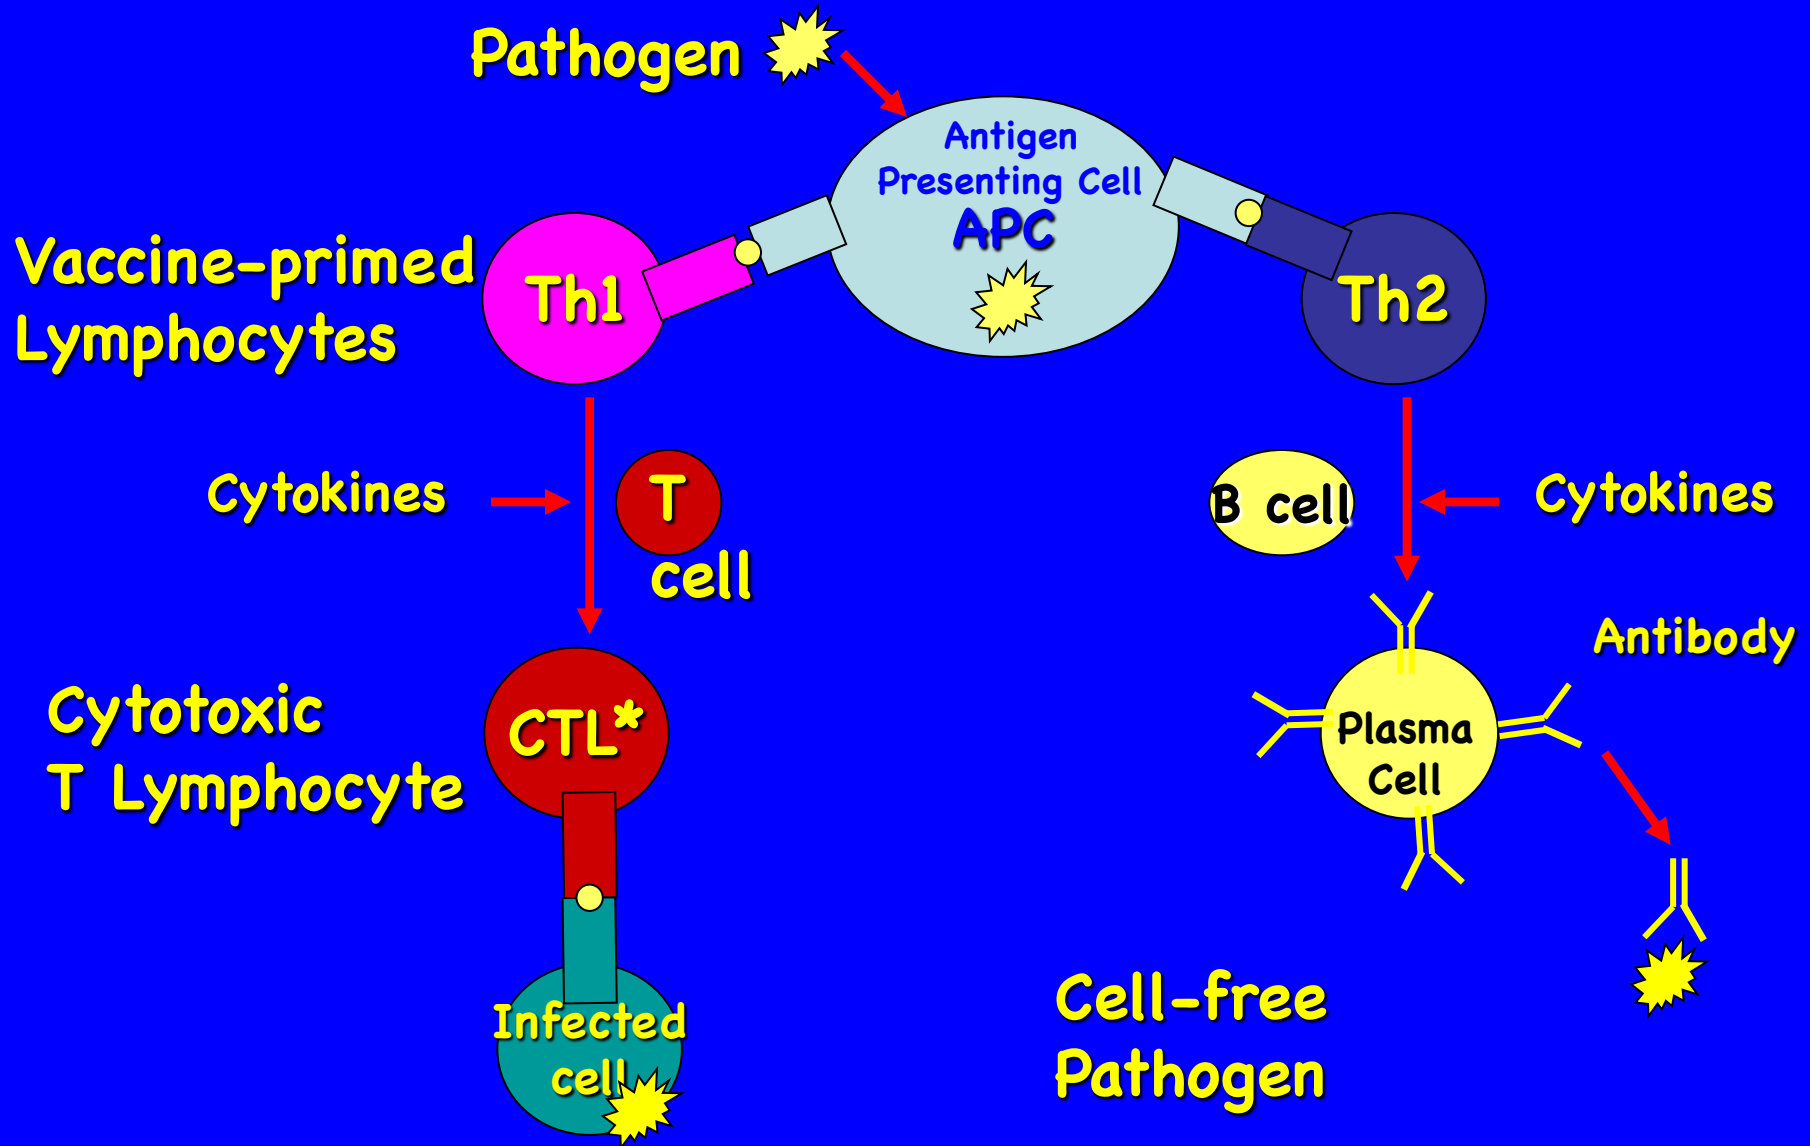 Pathogen
Antigen
Presenting Cell
APC
Vaccine-primed
Lymphocytes
Th1
Th2
Cytokines
T
cell
B cell
Cytokines
Antibody
Cytotoxic
T Lymphocyte
CTL*
Plasma
Cell
Infected
cell
Cell-free
Pathogen